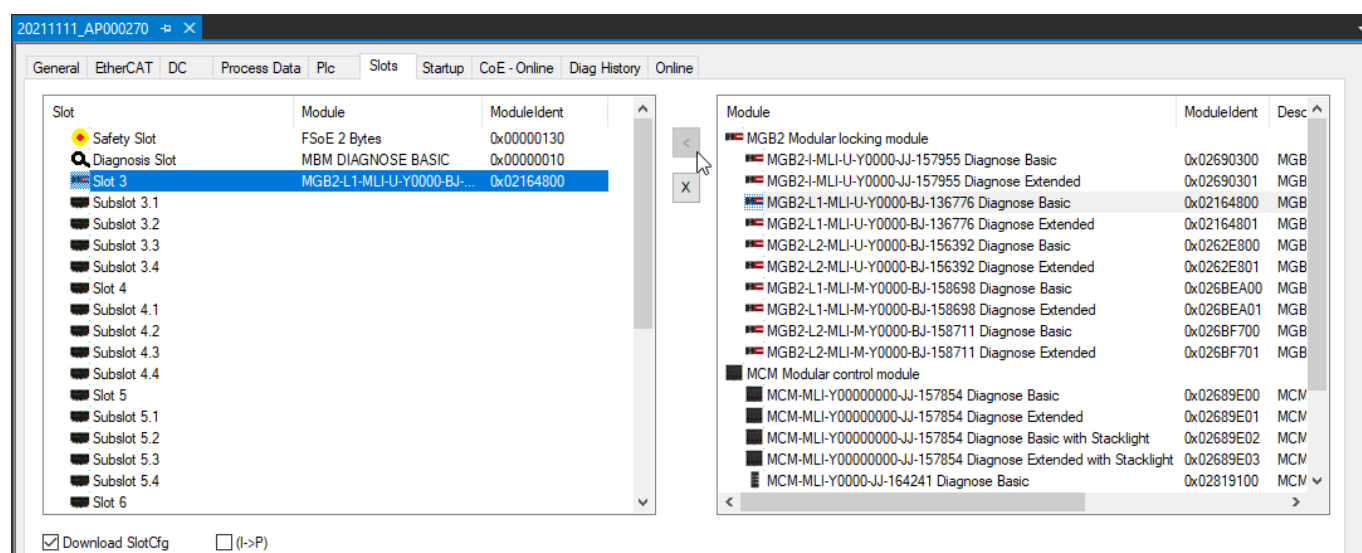 20211111_AP000270
General EtherCAT DC Process Data Plc Slots Startup CoE - Online Diag History Online
Slot Module ModuleIdent
Safety Slot FSoE 2 Bytes 0x00000130
Diagnosis Slot MBM DIAGNOSE BASIC 0x00000010
Slot 3 MGB2-L1-MLI-U-Y0000-BJ-... 0x02164800
Subslot 3.1
Subslot 3.2
Subslot 3.3
Subslot 3.4
Slot 4
Subslot 4.1
Subslot 4.2
Subslot 4.3
Subslot 4.4
Slot 5
Subslot 5.1
Subslot 5.2
Subslot 5.3
Subslot 5.4
Slot 6
<
X
Module ModuleIdent Desc
MGB2 Modular locking module
MGB2-I-MLI-U-Y0000-JJ-157955 Diagnose Basic 0x02690300 MGB
MGB2-I-MLI-U-Y0000-JJ-157955 Diagnose Extended 0x02690301 MGB
MGB2-L1-MLI-U-Y0000-BJ-136776 Diagnose Basic 0x02164800 MGB
MGB2-L1-MLI-U-Y0000-BJ-136776 Diagnose Extended 0x02164801 MGB
MGB2-L2-MLI-U-Y0000-BJ-156392 Diagnose Basic 0x0262E800 MGB
MGB2-L2-MLI-U-Y0000-BJ-156392 Diagnose Extended 0x0262E801 MGB
MGB2-L1-MLI-M-Y0000-BJ-158698 Diagnose Basic 0x026BEA00 MGB
MGB2-L1-MLI-M-Y0000-BJ-158698 Diagnose Extended 0x026BEA01 MGB
MGB2-L2-MLI-M-Y0000-BJ-158711 Diagnose Basic 0x026BF700 MGB
MGB2-L2-MLI-M-Y0000-BJ-158711 Diagnose Extended 0x026BF701 MGB
MCM Modular control module
MCM-MLI-Y00000000-JJ-157854 Diagnose Basic 0x02689E00 MCM
MCM-MLI-Y00000000-JJ-157854 Diagnose Extended 0x02689E01 MCM
MCM-MLI-Y00000000-JJ-157854 Diagnose Basic with Stacklight 0x02689E02 MCM
MCM-MLI-Y00000000-JJ-157854 Diagnose Extended with Stacklight 0x02689E03 MCM
MCM-MLI-Y0000-JJ-164241 Diagnose Basic 0x02819100 MCM
Download SlotCfg (I->P)